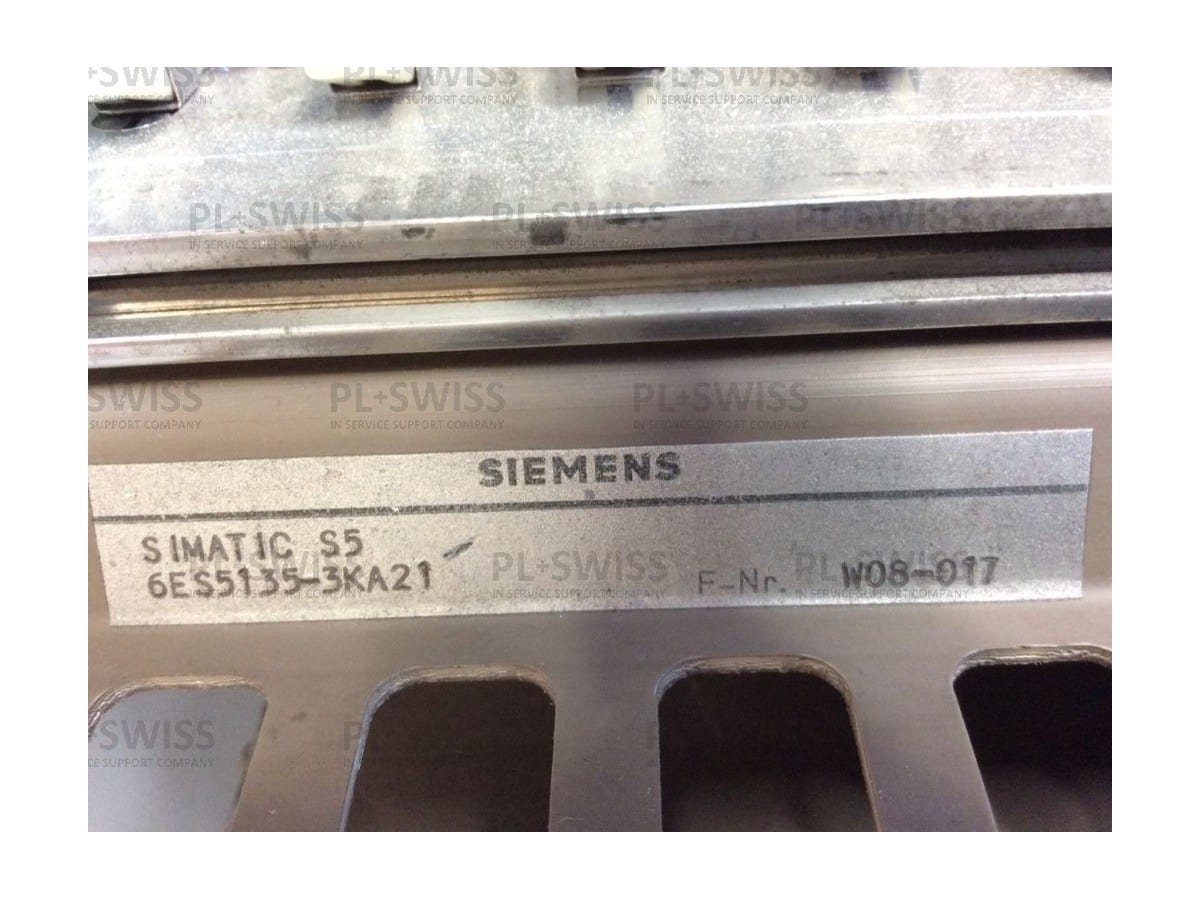 SIEMENS
SIMATIC S5
6ES5135-3KA21
F-Nr. W08-017
PL+SWISS
IN SERVICE SUPPORT COMPANY